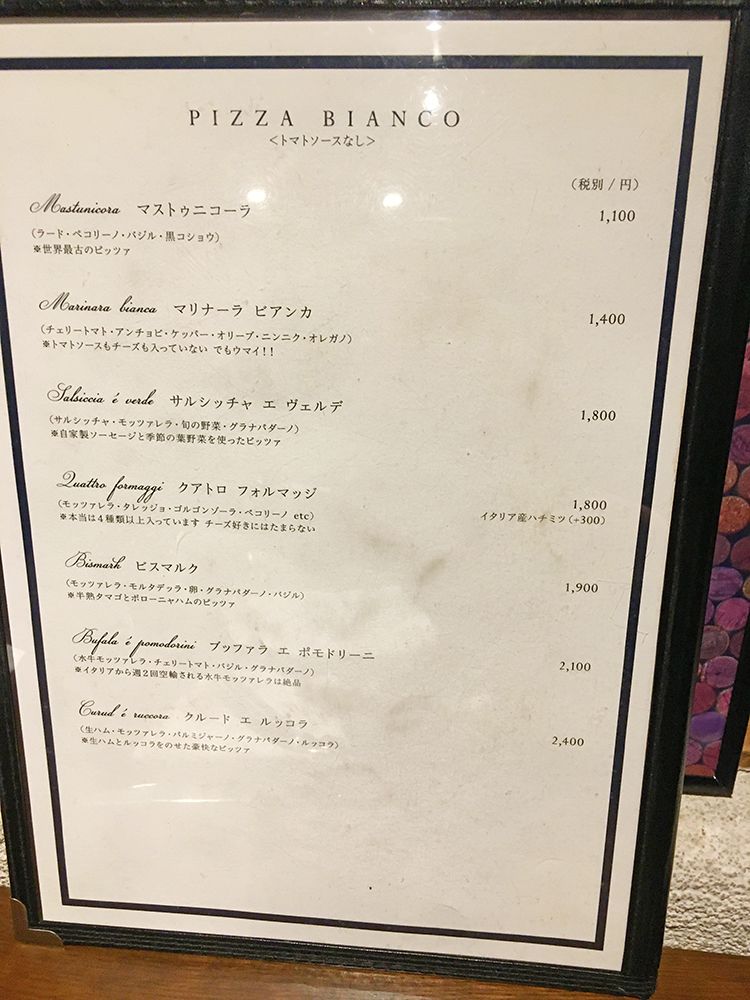 PIZZA BIANCO
＜トマトソースなし＞
（税別 / 円）
Mastunicora マストゥニコーラ 1,100
（ラード・ペコリーノ・バジル・黒コショウ）
※世界最古のピッツァ
Marinara bianca マリナーラ ビアンカ 1,400
（チェリートマト・アンチョビ・ケッパー・オリーブ・ニンニク・オレガノ）
※トマトソースもチーズも入っていない でもウマイ！！
Salsiccia é verde サルシッチャ エ ヴェルデ 1,800
（サルシッチャ・モッツァレラ・旬の野菜・グラナパダーノ）
※自家製ソーセージと季節の葉野菜を使ったピッツァ
Quattro formaggi クアトロ フォルマッジ 1,800
（モッツァレラ・タレッジョ・ゴルゴンゾーラ・ペコリーノ etc） イタリア産ハチミツ（+300）
※本当は４種類以上入っています チーズ好きにはたまらない
Bismark ビスマルク 1,900
（モッツァレラ・モルタデッラ・卵・グラナパダーノ・バジル）
※半熟タマゴとボローニャハムのピッツァ
Bufala é pomodorini ブッファラ エ ポモドリーニ 2,100
（水牛モッツァレラ・チェリートマト・バジル・グラナパダーノ）
※イタリアから週２回空輸される水牛モッツァレラは絶品
Curud é ruccora クルード エ ルッコラ 2,400
（生ハム・モッツァレラ・パルミジャーノ・グラナパダーノ・ルッコラ）
※生ハムとルッコラをのせた豪快なピッツァ